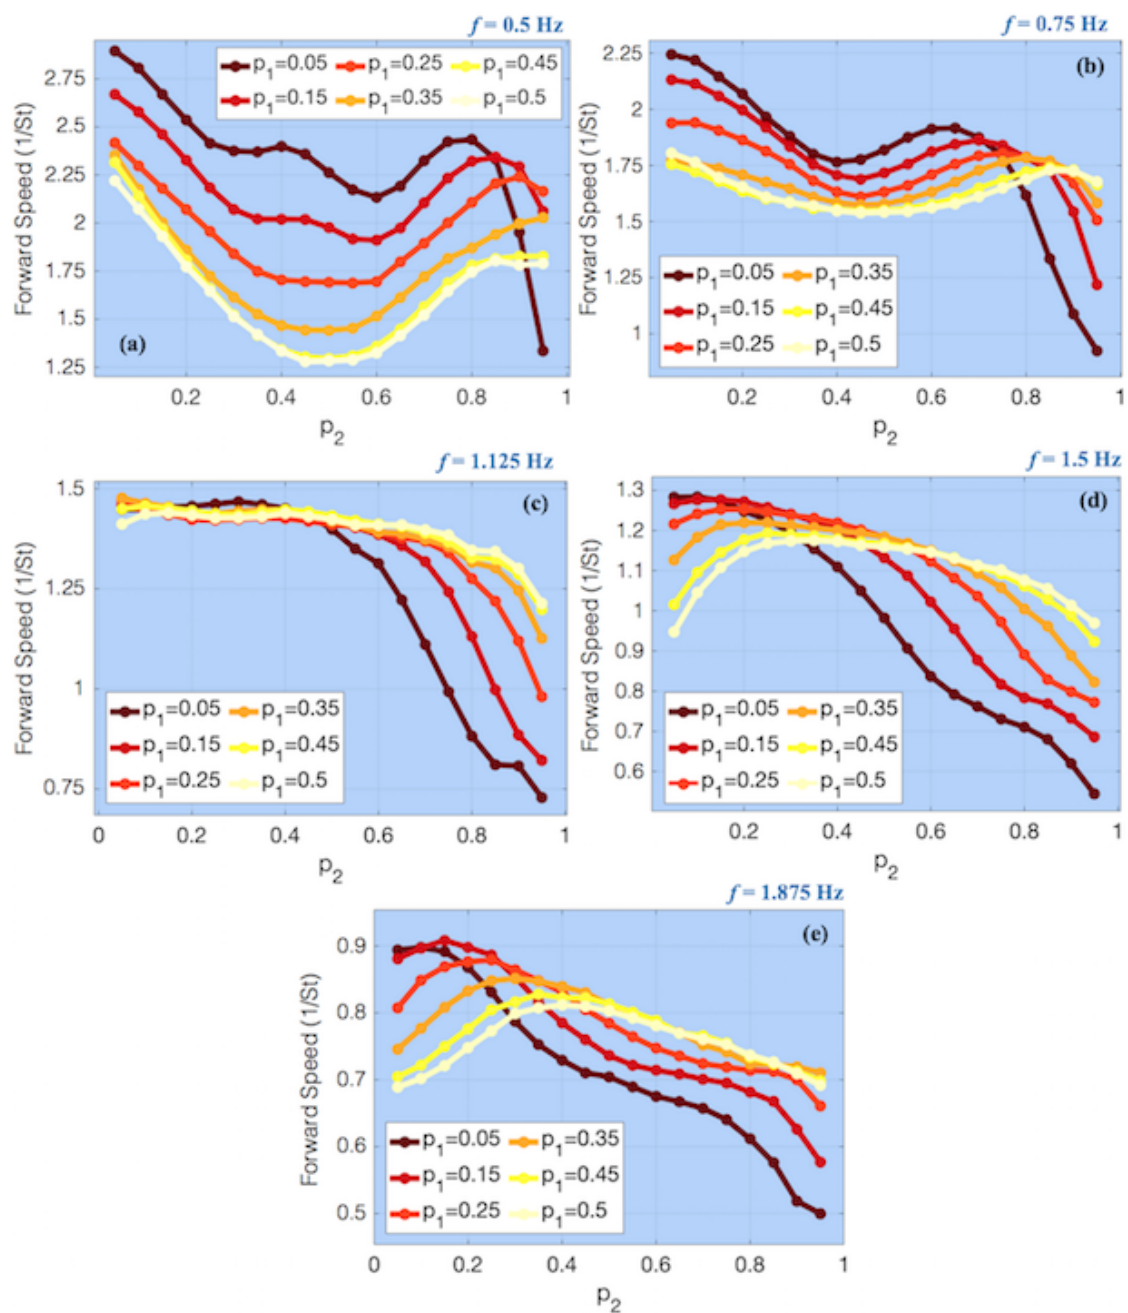 f = 0.5 Hz
Forward Speed (1/St)
2.75
2.5
2.25
2
1.75
1.5
1.25
p1=0.05 p1=0.25 p1=0.45
p1=0.15 p1=0.35 p1=0.5
(a)
0.2 0.4 0.6 0.8 1
p2
f = 0.75 Hz
Forward Speed (1/St)
2.25
2
1.75
1.5
1.25
1
(b)
p1=0.05 p1=0.35
p1=0.15 p1=0.45
p1=0.25 p1=0.5
0.2 0.4 0.6 0.8 1
p2
f = 1.125 Hz
Forward Speed (1/St)
1.5
1.25
1
0.75
(c)
p1=0.05 p1=0.35
p1=0.15 p1=0.45
p1=0.25 p1=0.5
0 0.2 0.4 0.6 0.8 1
p2
f = 1.5 Hz
Forward Speed (1/St)
1.3
1.2
1.1
1
0.9
0.8
0.7
0.6
(d)
p1=0.05 p1=0.35
p1=0.15 p1=0.45
p1=0.25 p1=0.5
0.2 0.4 0.6 0.8 1
p2
f = 1.875 Hz
Forward Speed (1/St)
0.9
0.8
0.7
0.6
0.5
(e)
p1=0.05 p1=0.35
p1=0.15 p1=0.45
p1=0.25 p1=0.5
0 0.2 0.4 0.6 0.8 1
p2